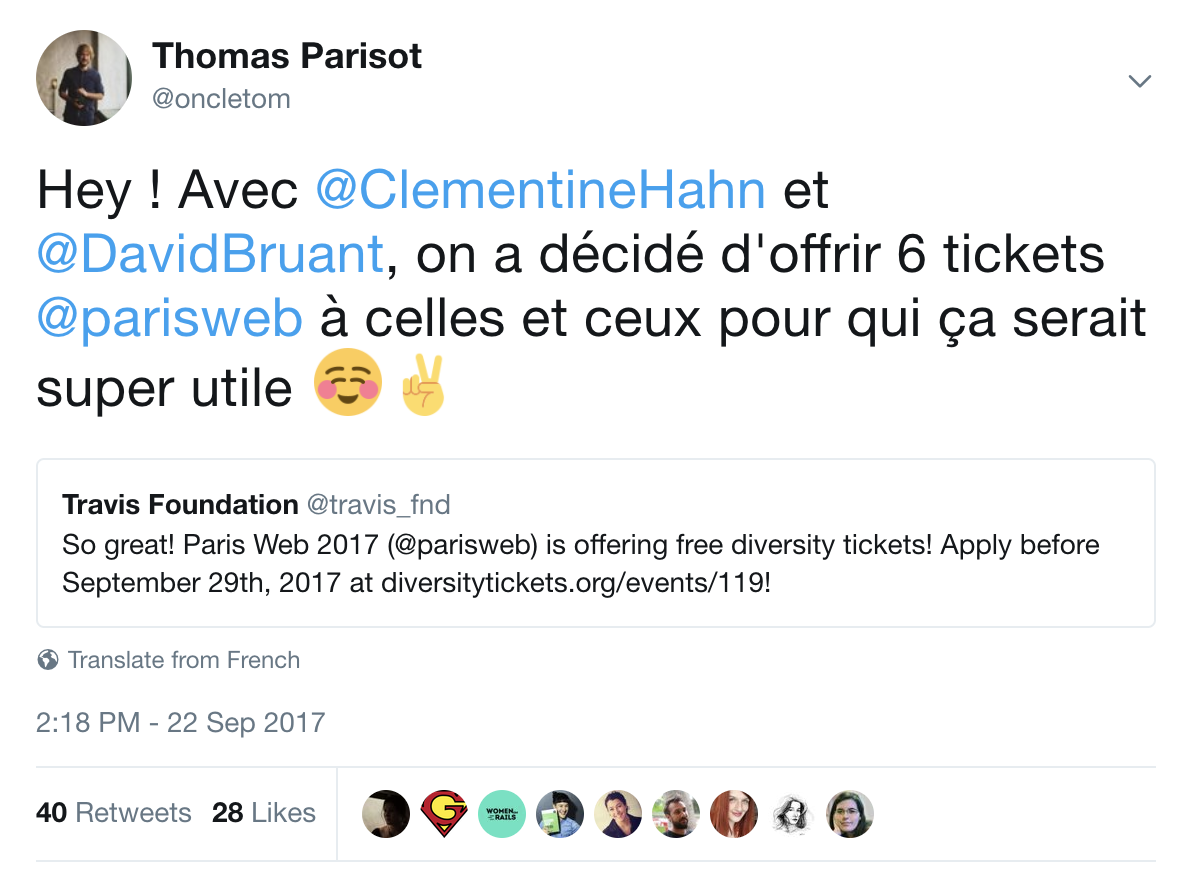 Thomas Parisot
@oncletom
Hey ! Avec @ClementineHahn et
@DavidBruant, on a décidé d'offrir 6 tickets
@parisweb à celles et ceux pour qui ça serait
super utile ☺️✌️
Travis Foundation @travis_fnd
So great! Paris Web 2017 (@parisweb) is offering free diversity tickets! Apply before
September 29th, 2017 at diversitytickets.org/events/119!
Translate from French
2:18 PM - 22 Sep 2017
40 Retweets 28 Likes
G
WOMEN...
RAILS